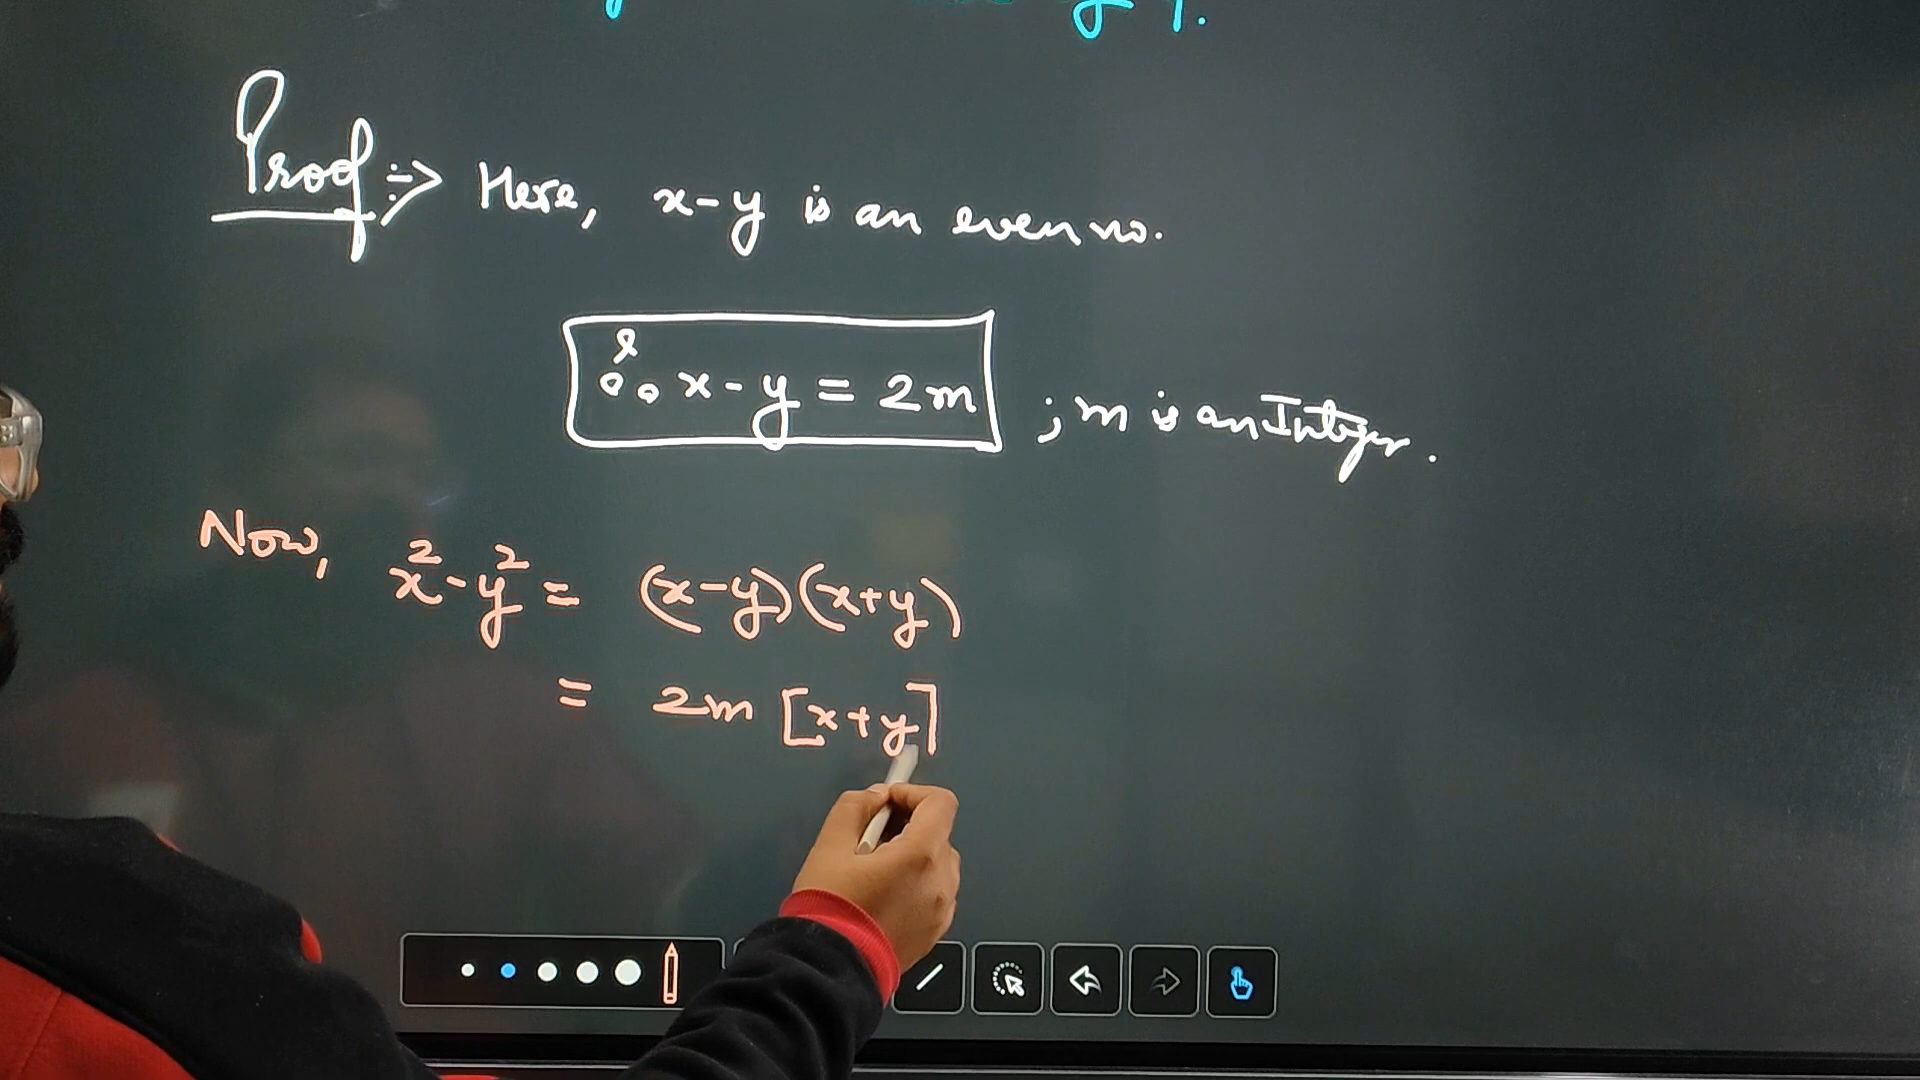 Proof :-> Here, x-y is an even no.
∴ x-y = 2m ; m is an Integer.
Now, x²-y² = (x-y)(x+y)
= 2m [x+y]